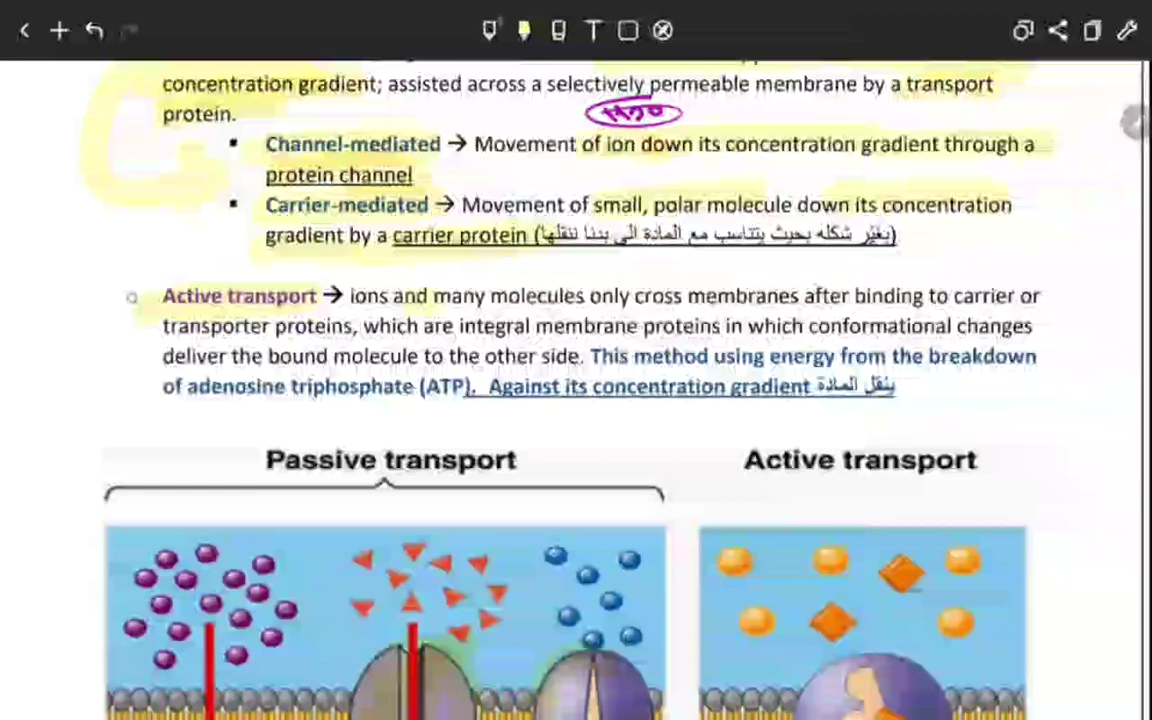 concentration gradient; assisted across a selectively permeable membrane by a transport
protein.
H2O
▪ Channel-mediated → Movement of ion down its concentration gradient through a
protein channel
▪ Carrier-mediated → Movement of small, polar molecule down its concentration
gradient by a carrier protein (يغيّر شكله بحيث يتناسب مع المادة الي بدنا ننقلها)
o Active transport → ions and many molecules only cross membranes after binding to carrier or
transporter proteins, which are integral membrane proteins in which conformational changes
deliver the bound molecule to the other side. This method using energy from the breakdown
of adenosine triphosphate (ATP). Against its concentration gradient ينقل المادة
Passive transport
Active transport